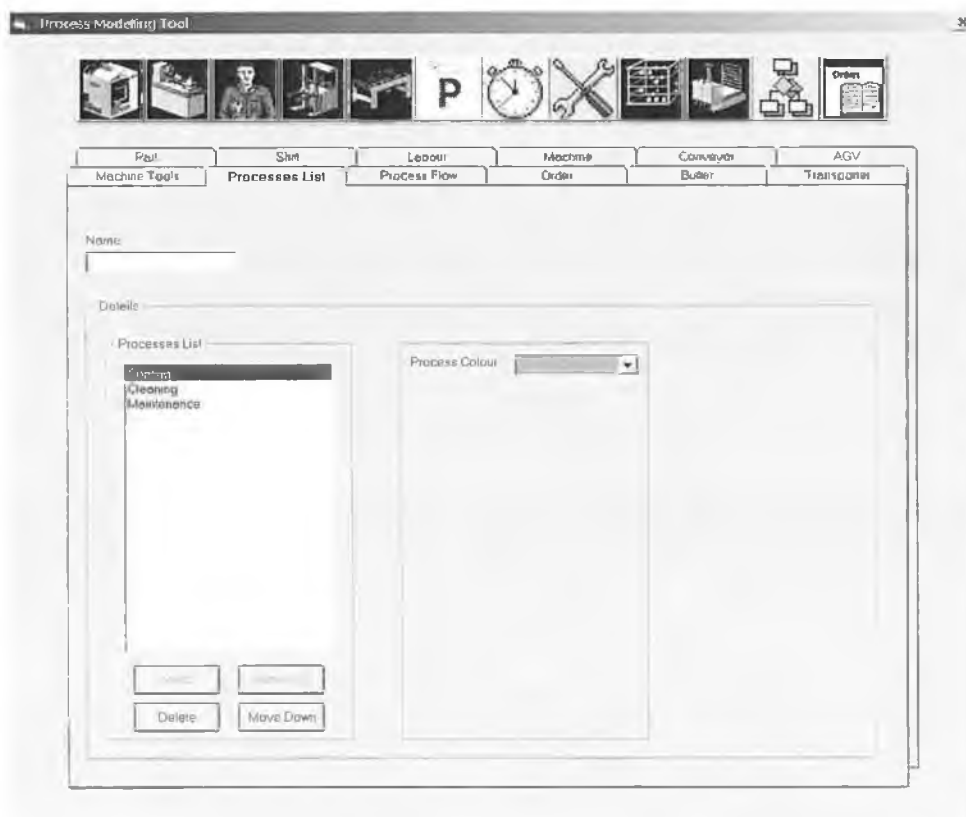 Process Modelling Tool
P
Order
Part Shift Labour Machine Conveyor AGV
Machine Tools Processes List Process Flow Order Buffer Transporter
Name
Details
Processes List
Process Colour
Cleaning
Maintenance
Delete Move Down